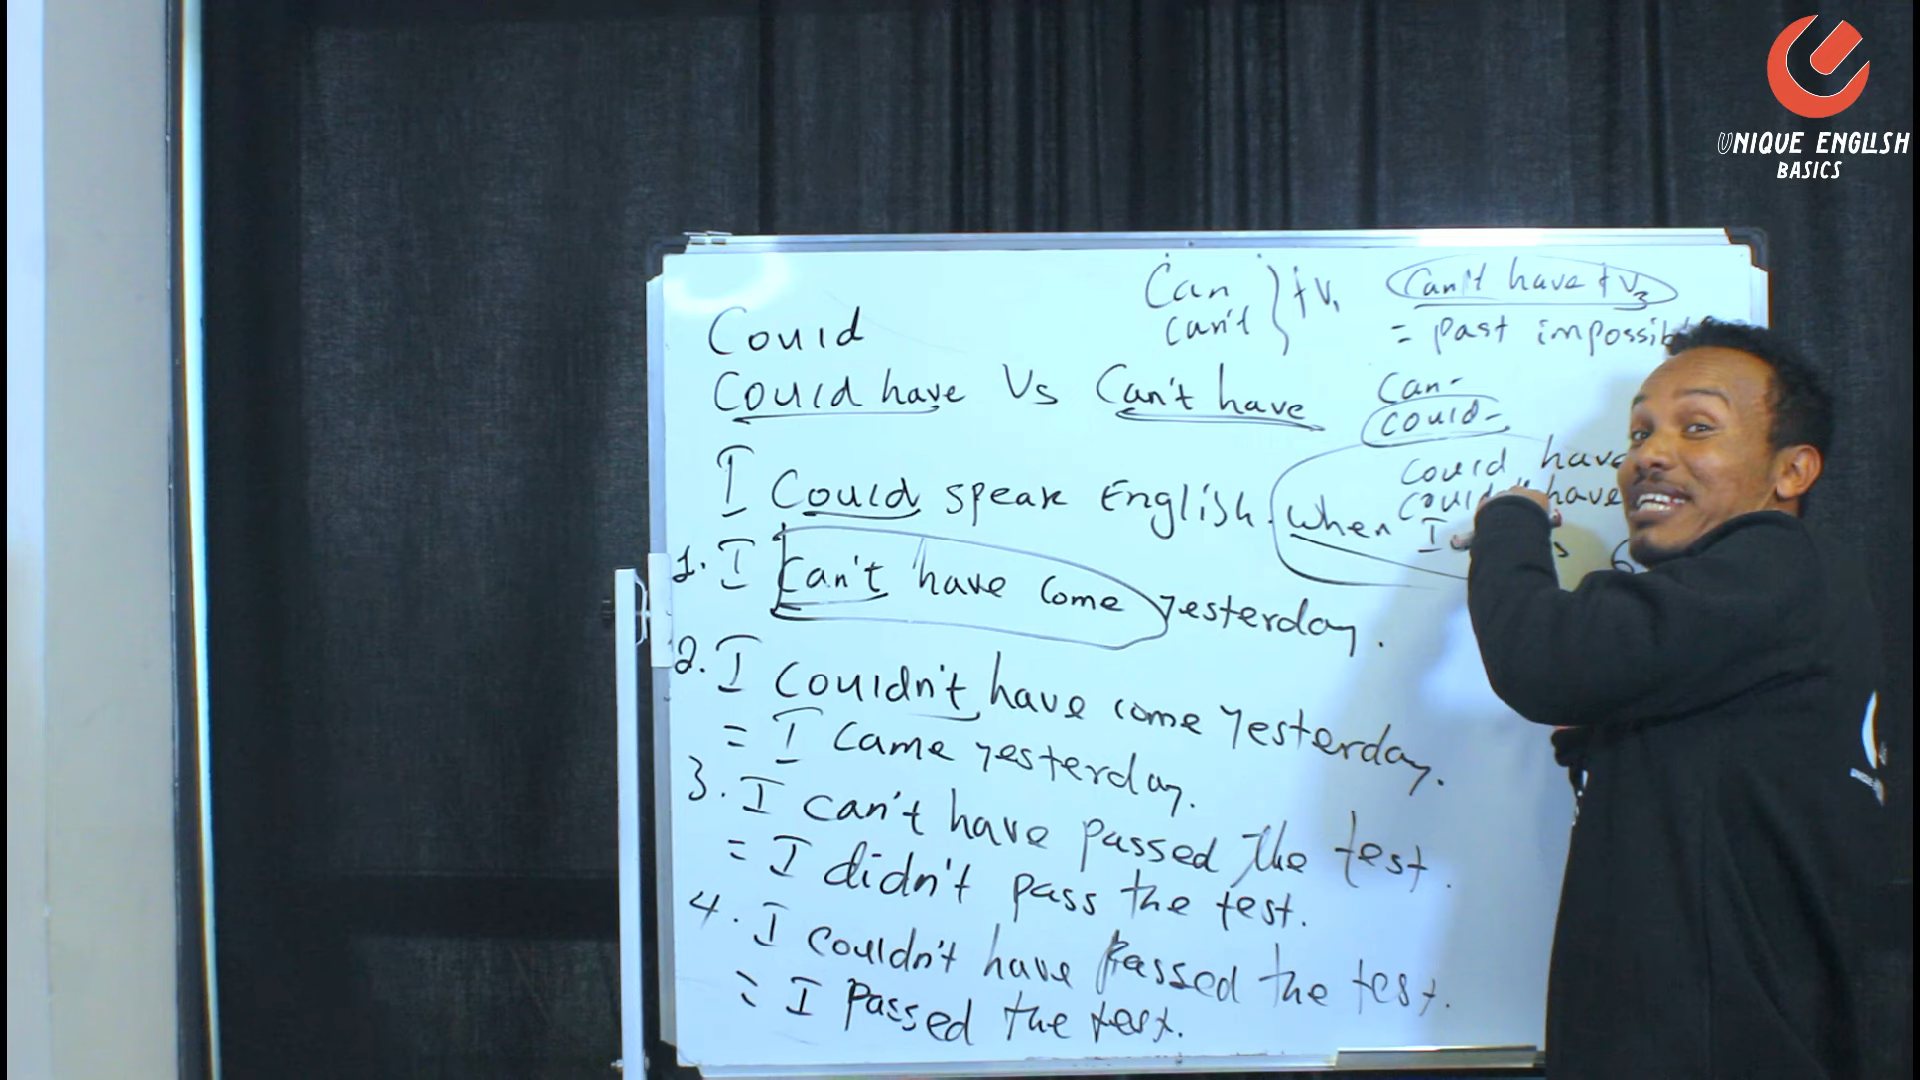 UNIQUE ENGLISH
BASICS
Can
can't
} + V1
Can't have + V3
= past impossib
Could
Could have Vs Can't have
Can-
could-
could have
have
I Could speak English when I
1. I can't have come yesterday.
2. I couldn't have come yesterday.
= I came yesterday.
3. I can't have passed the test.
= I didn't pass the test.
4. I couldn't have passed the test.
= I passed the test.